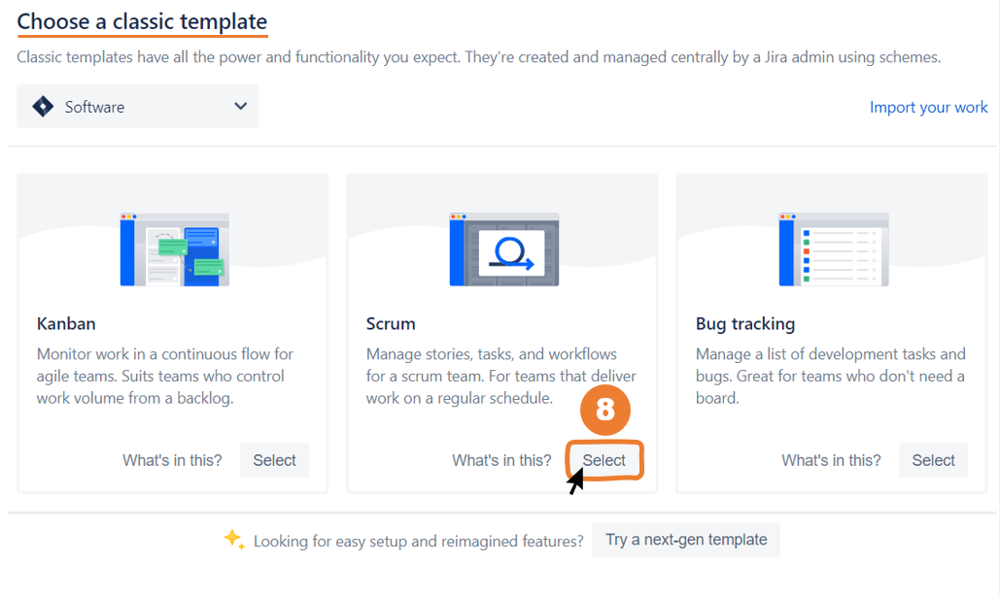 Choose a classic template
Classic templates have all the power and functionality you expect. They're created and managed centrally by a Jira admin using schemes.
Software
Import your work
Kanban
Monitor work in a continuous flow for
agile teams. Suits teams who control
work volume from a backlog.
What's in this?
Select
Scrum
Manage stories, tasks, and workflows
for a scrum team. For teams that deliver
work on a regular schedule.
8
What's in this?
Select
Bug tracking
Manage a list of development tasks and
bugs. Great for teams who don't need a
board.
What's in this?
Select
Looking for easy setup and reimagined features?
Try a next-gen template